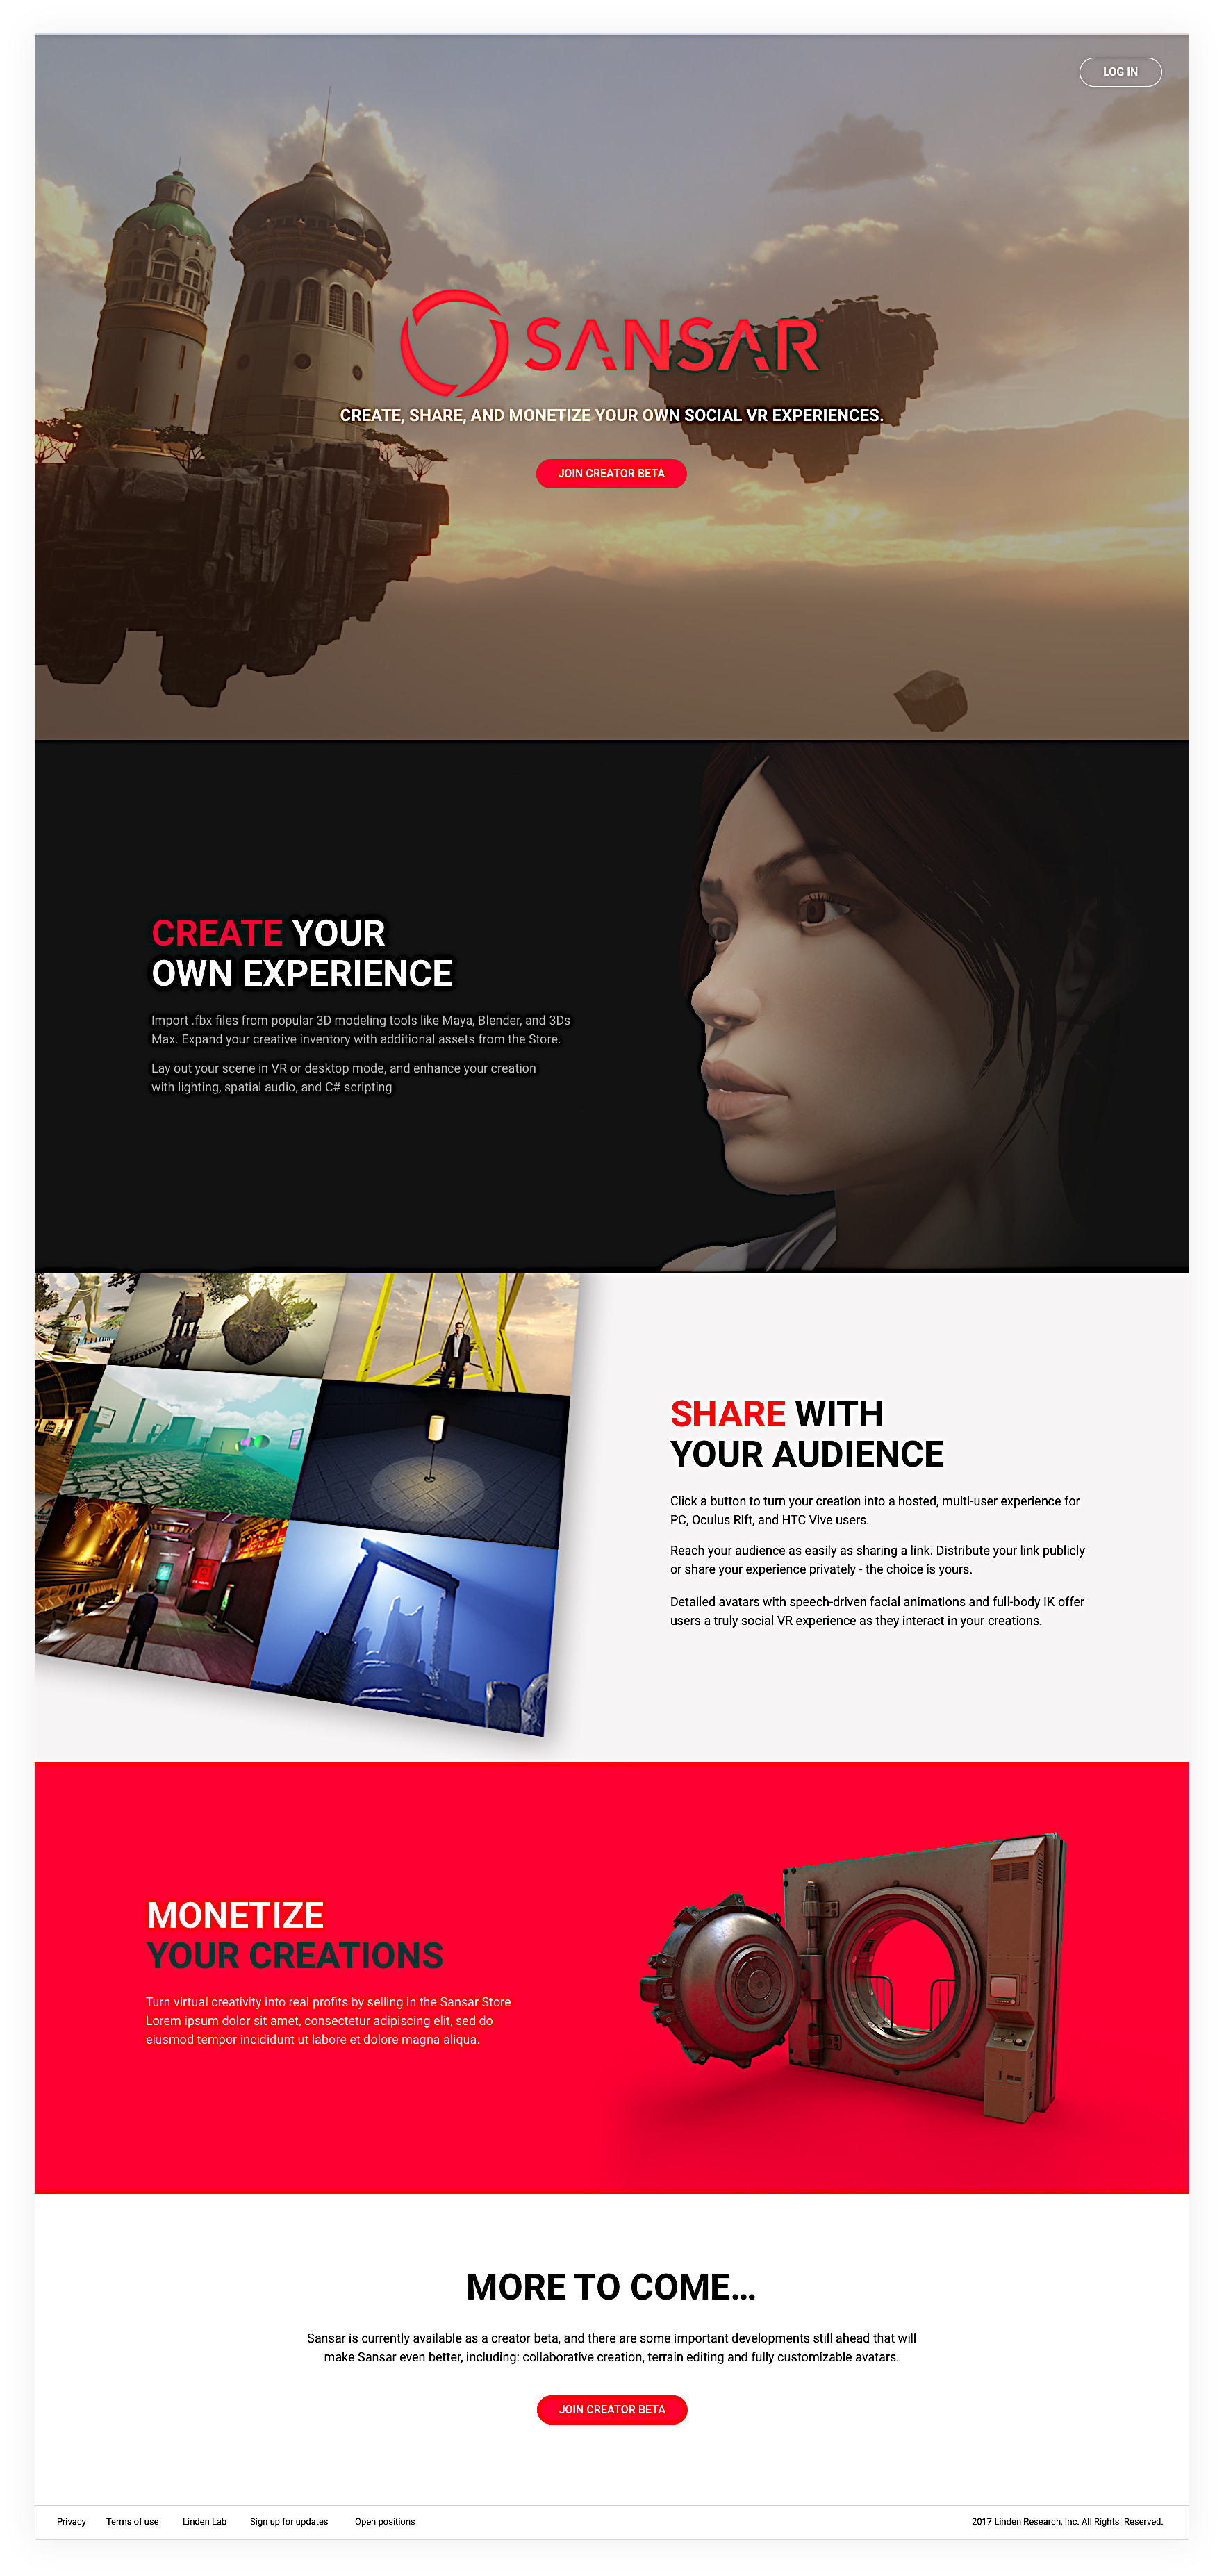 LOG IN
SANSAR
CREATE, SHARE, AND MONETIZE YOUR OWN SOCIAL VR EXPERIENCES.
JOIN CREATOR BETA
CREATE YOUR
OWN EXPERIENCE
Import .fbx files from popular 3D modeling tools like Maya, Blender, and 3Ds
Max. Expand your creative inventory with additional assets from the Store.
Lay out your scene in VR or desktop mode, and enhance your creation
with lighting, spatial audio, and C# scripting
SHARE WITH
YOUR AUDIENCE
Click a button to turn your creation into a hosted, multi-user experience for
PC, Oculus Rift, and HTC Vive users.
Reach your audience as easily as sharing a link. Distribute your link publicly
or share your experience privately - the choice is yours.
Detailed avatars with speech-driven facial animations and full-body IK offer
users a truly social VR experience as they interact in your creations.
MONETIZE
YOUR CREATIONS
Turn virtual creativity into real profits by selling in the Sansar Store
Lorem ipsum dolor sit amet, consectetur adipiscing elit, sed do
eiusmod tempor incididunt ut labore et dolore magna aliqua.
MORE TO COME...
Sansar is currently available as a creator beta, and there are some important developments still ahead that will
make Sansar even better, including: collaborative creation, terrain editing and fully customizable avatars.
JOIN CREATOR BETA
Privacy Terms of use Linden Lab Sign up for updates Open positions 2017 Linden Research, Inc. All Rights Reserved.